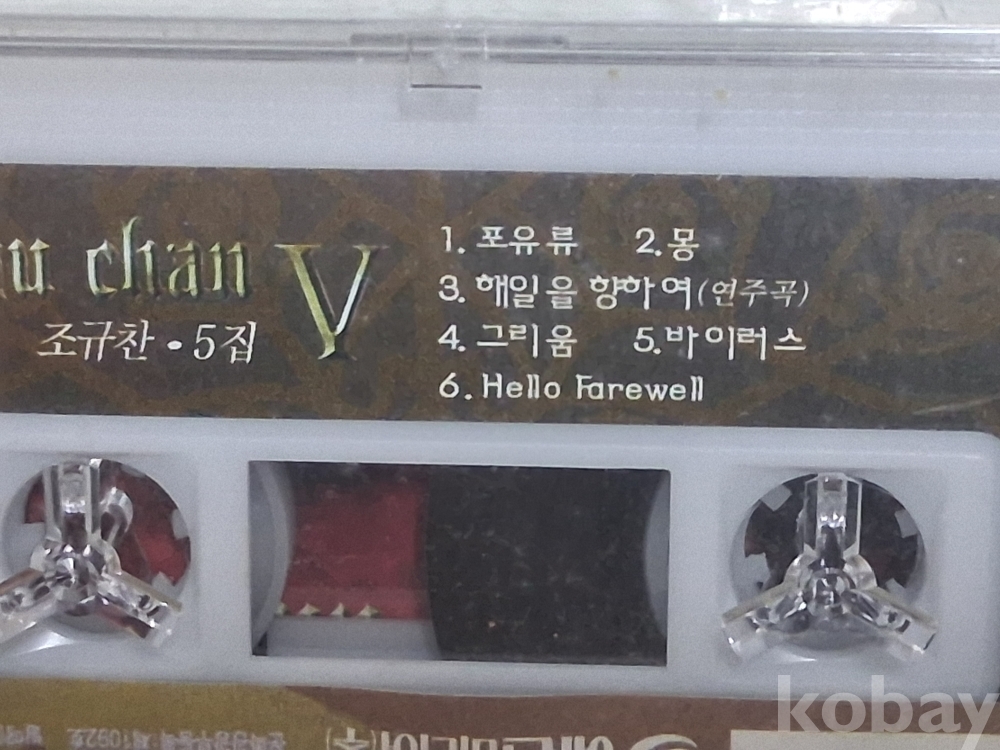 u chan V
조규찬 • 5집
1. 포유류 2. 몽
3. 해일을 향하여(연주곡)
4. 그리움 5. 바이러스
6. Hello Farewell
kobay